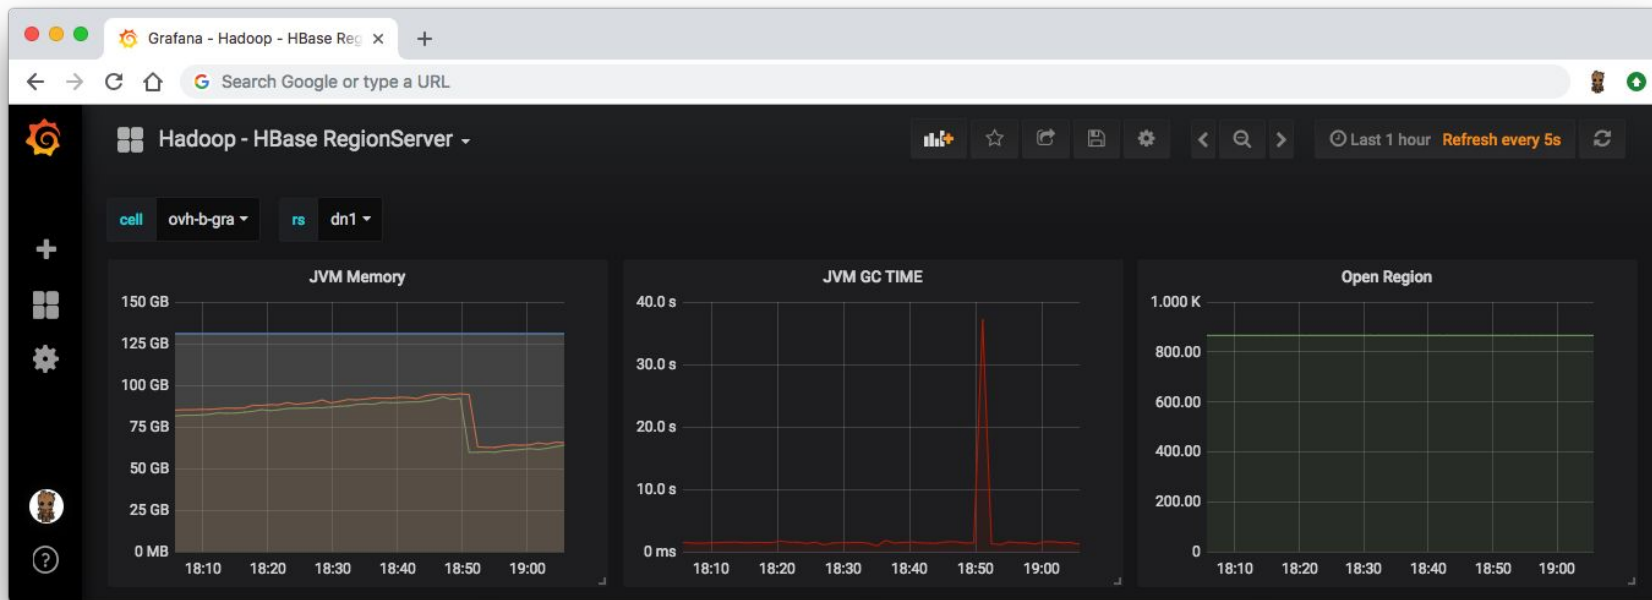 Grafana - Hadoop - HBase Reg
Search Google or type a URL
Hadoop - HBase RegionServer
Last 1 hour Refresh every 5s
cell ovh-b-gra rs dn1
JVM Memory
150 GB
125 GB
100 GB
75 GB
50 GB
25 GB
0 MB
18:10 18:20 18:30 18:40 18:50 19:00
JVM GC TIME
40.0 s
30.0 s
20.0 s
10.0 s
0 ms
18:10 18:20 18:30 18:40 18:50 19:00
Open Region
1.000 K
800.00
600.00
400.00
200.00
0
18:10 18:20 18:30 18:40 18:50 19:00